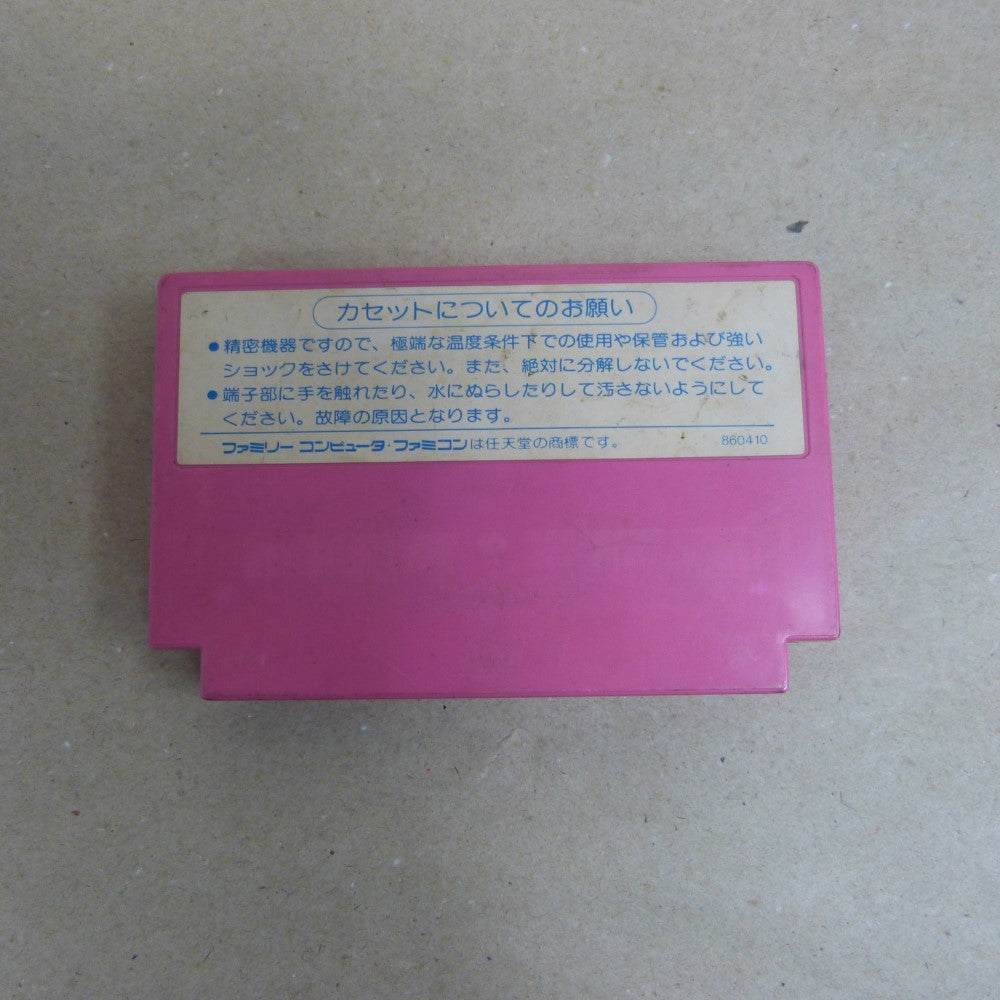 カセットについてのお願い
●精密機器ですので、極端な温度条件下での使用や保管および強い
ショックをさけてください。また、絶対に分解しないでください。
●端子部に手を触れたり、水にぬらしたりして汚さないようにして
ください。故障の原因となります。
ファミリー コンピュータ・ファミコンは任天堂の商標です。 860410